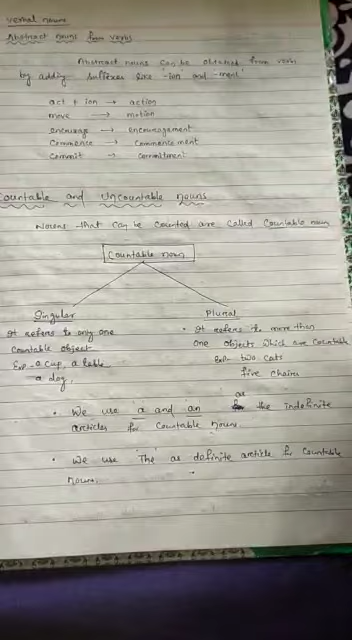 verbal nouns
Abstract nouns from verbs
Abstract nouns can be obtained from verb
by adding suffixes like -ion and -ment
act + ion → action
move → motion
encourage → encouragement
Commence → Commencement
Commit → Commitment
Countable and Uncountable nouns
Nouns that can be counted are called Countable noun
Countable noun
Singular
It refers to only one
Countable object
Exp- a cup, a table
a dog.
Plural
• It refers to more than
one objects which are countable
Exp- two cats
five chairs
• We use a and an as the indefinite
articles for Countable nouns.
• We use The as definite article for Countable
nouns.